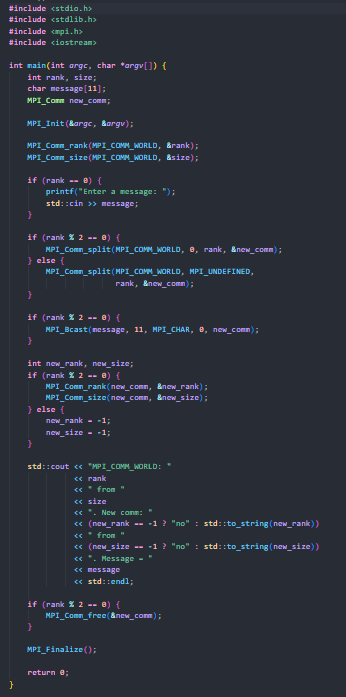 #include <stdio.h>
#include <stdlib.h>
#include <mpi.h>
#include <iostream>
int main(int argc, char *argv[]) {
int rank, size;
char message[11];
MPI_Comm new_comm;
MPI_Init(&argc, &argv);
MPI_Comm_rank(MPI_COMM_WORLD, &rank);
MPI_Comm_size(MPI_COMM_WORLD, &size);
if (rank == 0) {
printf("Enter a message: ");
std::cin >> message;
}
if (rank % 2 == 0) {
MPI_Comm_split(MPI_COMM_WORLD, 0, rank, &new_comm);
} else {
MPI_Comm_split(MPI_COMM_WORLD, MPI_UNDEFINED,
rank, &new_comm);
}
if (rank % 2 == 0) {
MPI_Bcast(message, 11, MPI_CHAR, 0, new_comm);
}
int new_rank, new_size;
if (rank % 2 == 0) {
MPI_Comm_rank(new_comm, &new_rank);
MPI_Comm_size(new_comm, &new_size);
} else {
new_rank = -1;
new_size = -1;
}
std::cout << "MPI_COMM_WORLD: "
<< rank
<< " from "
<< size
<< ". New comm: "
<< (new_rank == -1 ? "no" : std::to_string(new_rank))
<< " from "
<< (new_size == -1 ? "no" : std::to_string(new_size))
<< ". Message = "
<< message
<< std::endl;
if (rank % 2 == 0) {
MPI_Comm_free(&new_comm);
}
MPI_Finalize();
return 0;
}